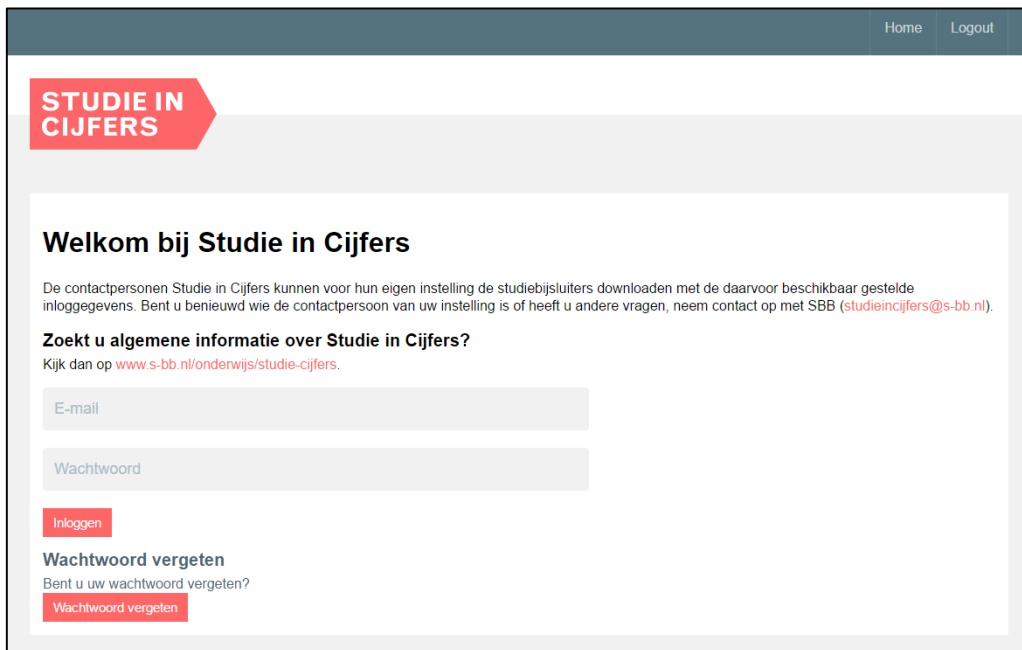 Home Logout
STUDIE IN
CIJFERS
Welkom bij Studie in Cijfers
De contactpersonen Studie in Cijfers kunnen voor hun eigen instelling de studiebijsluiters downloaden met de daarvoor beschikbaar gestelde
inloggegevens. Bent u benieuwd wie de contactpersoon van uw instelling is of heeft u andere vragen, neem contact op met SBB (studieincijfers@s-bb.nl).
Zoekt u algemene informatie over Studie in Cijfers?
Kijk dan op www.s-bb.nl/onderwijs/studie-cijfers.
E-mail
Wachtwoord
Inloggen
Wachtwoord vergeten
Bent u uw wachtwoord vergeten?
Wachtwoord vergeten